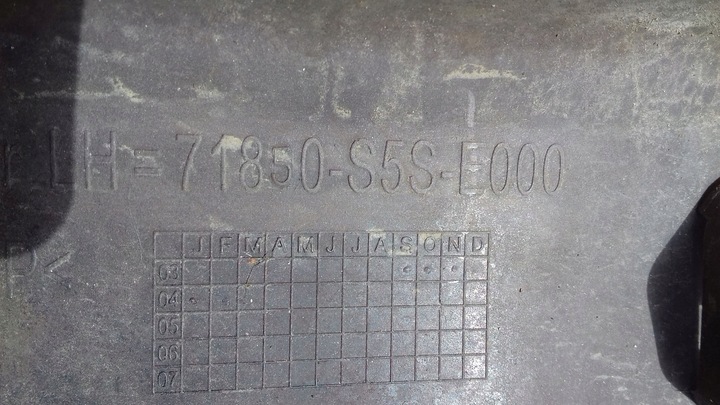 LH = 71850-S5S-E000
J F M A M J J A S O N D
03
04
05
06
07
P<